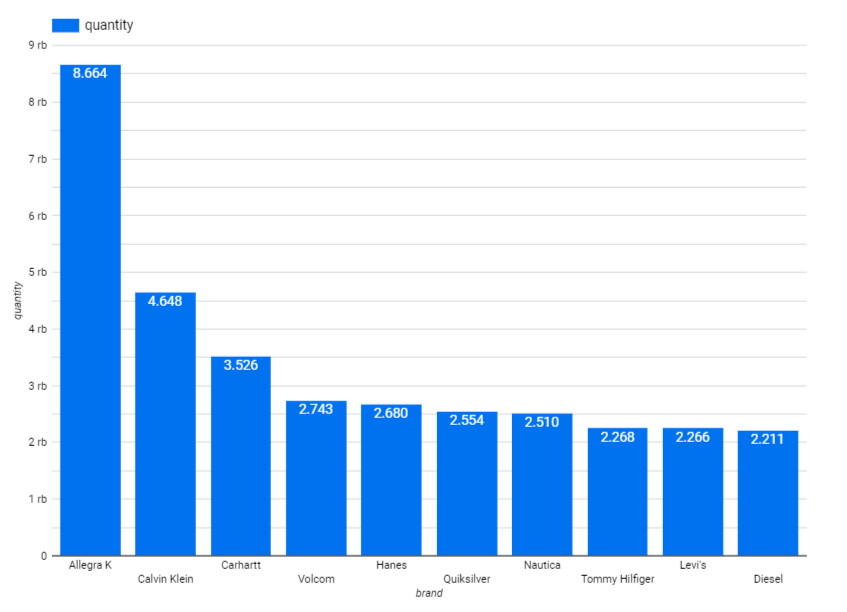 quantity
9 rb
8 rb
7 rb
6 rb
5 rb
4 rb
3 rb
2 rb
1 rb
0
quantity
8.664
4.648
3.526
2.743
2.680
2.554
2.510
2.268
2.266
2.211
Allegra K
Calvin Klein
Carhartt
Volcom
Hanes
Quiksilver
Nautica
Tommy Hilfiger
Levi's
Diesel
brand